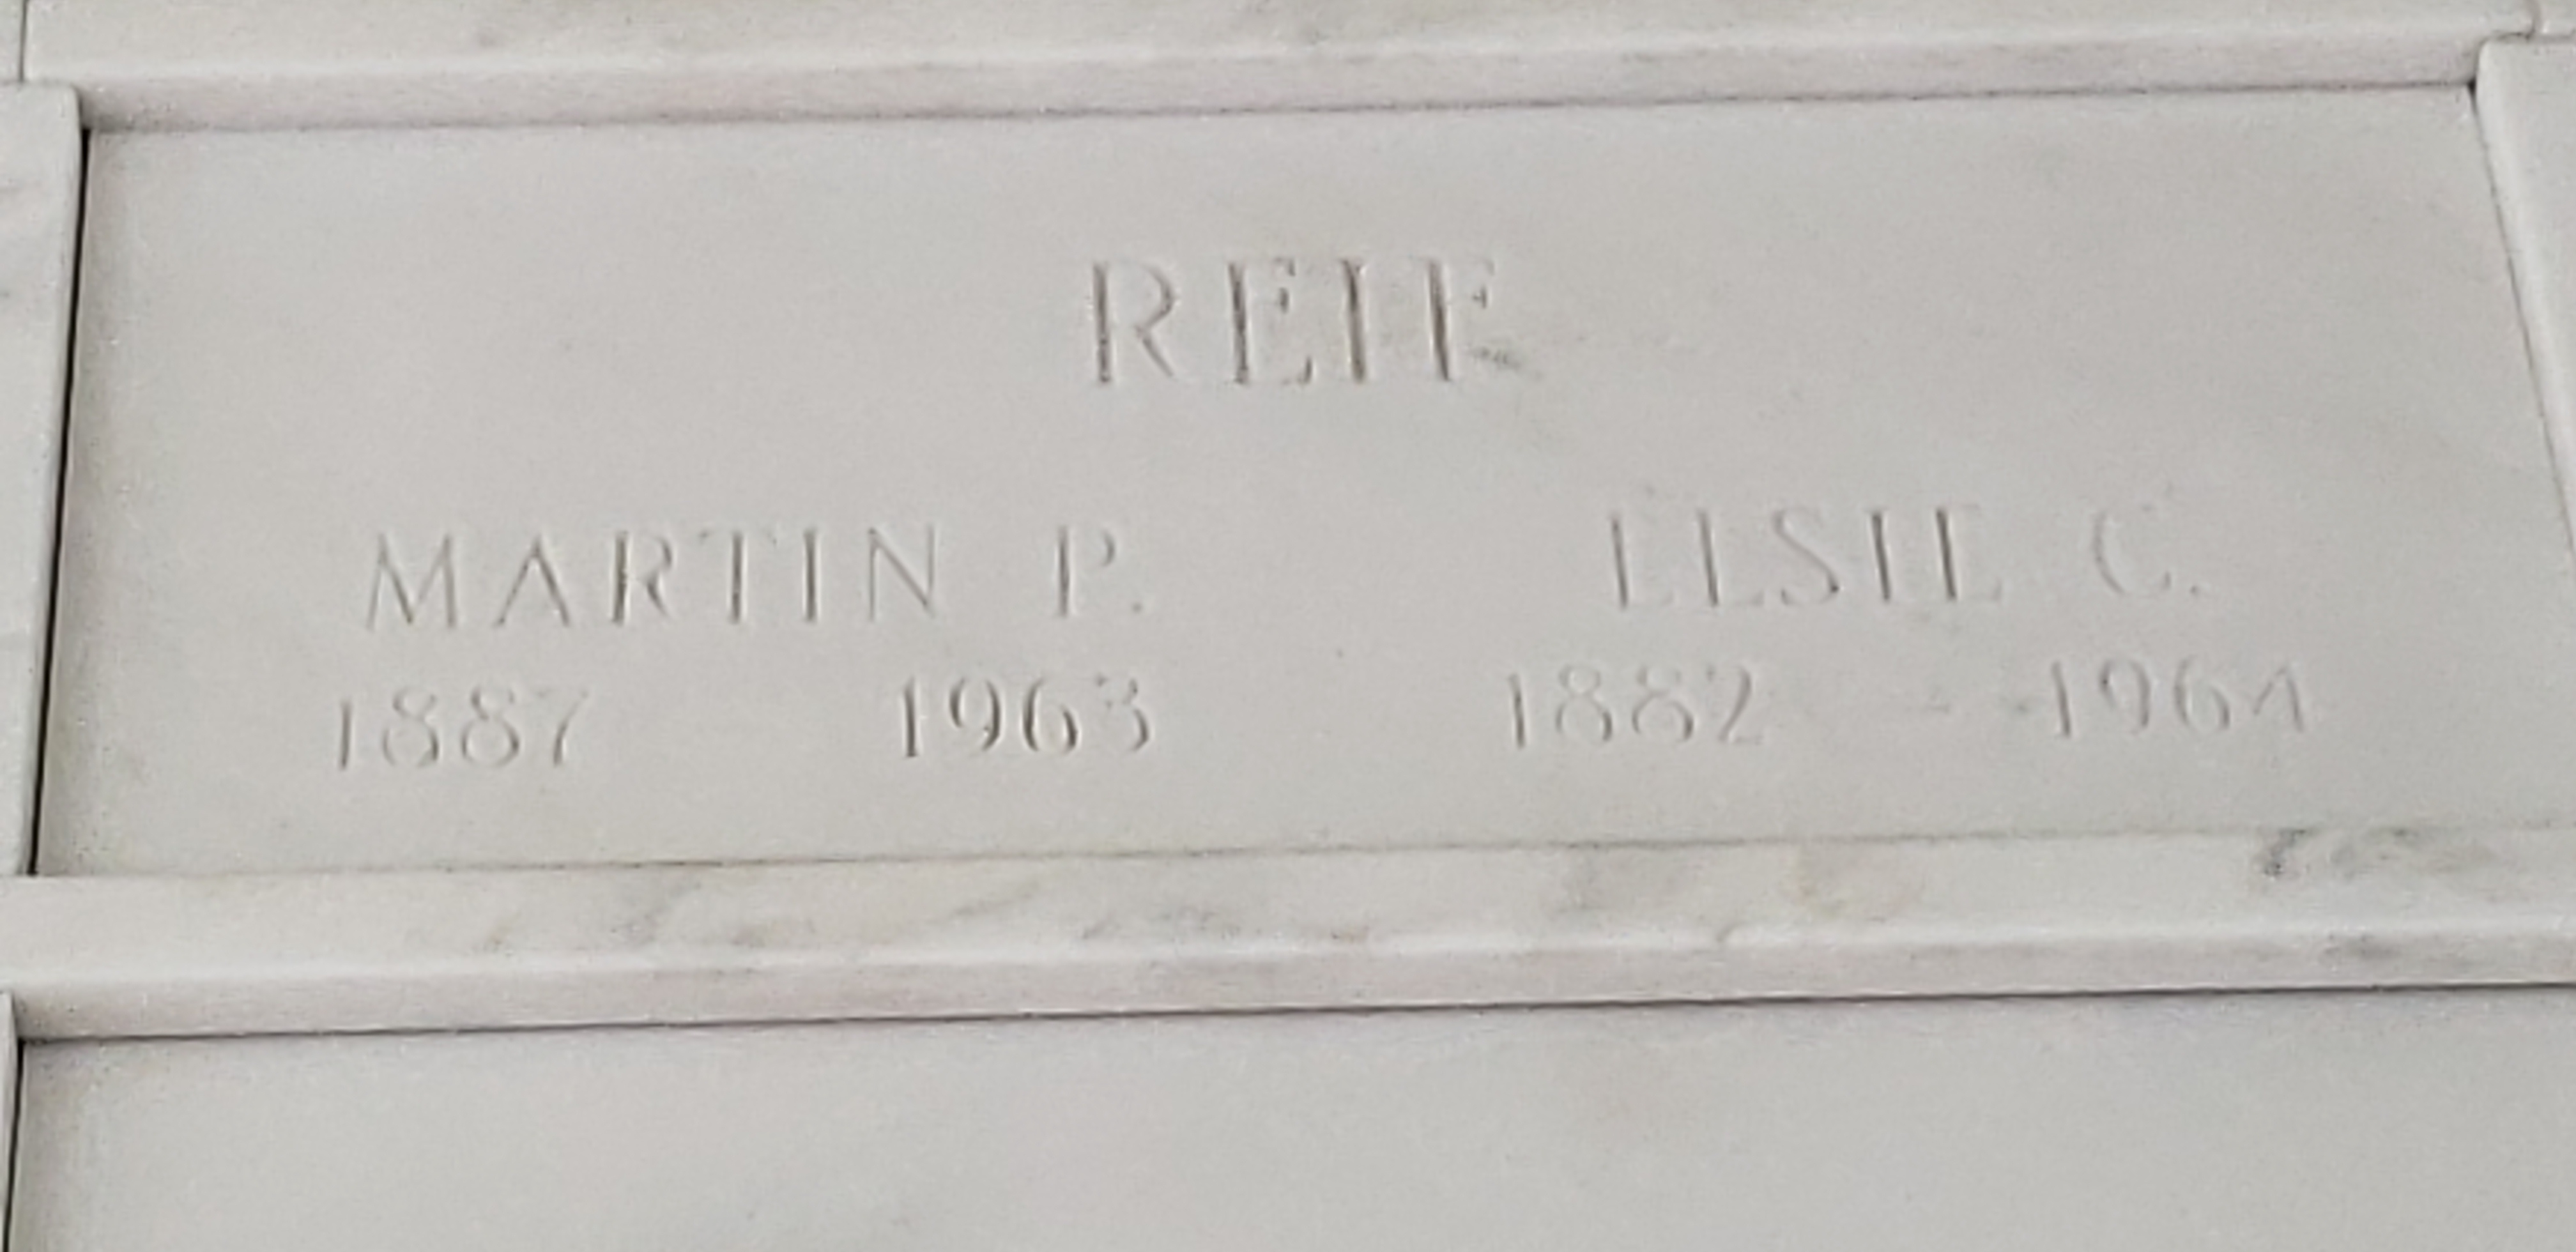 REIF
MARTIN P. ELSIE C.
1887 1963 1882 - 1964